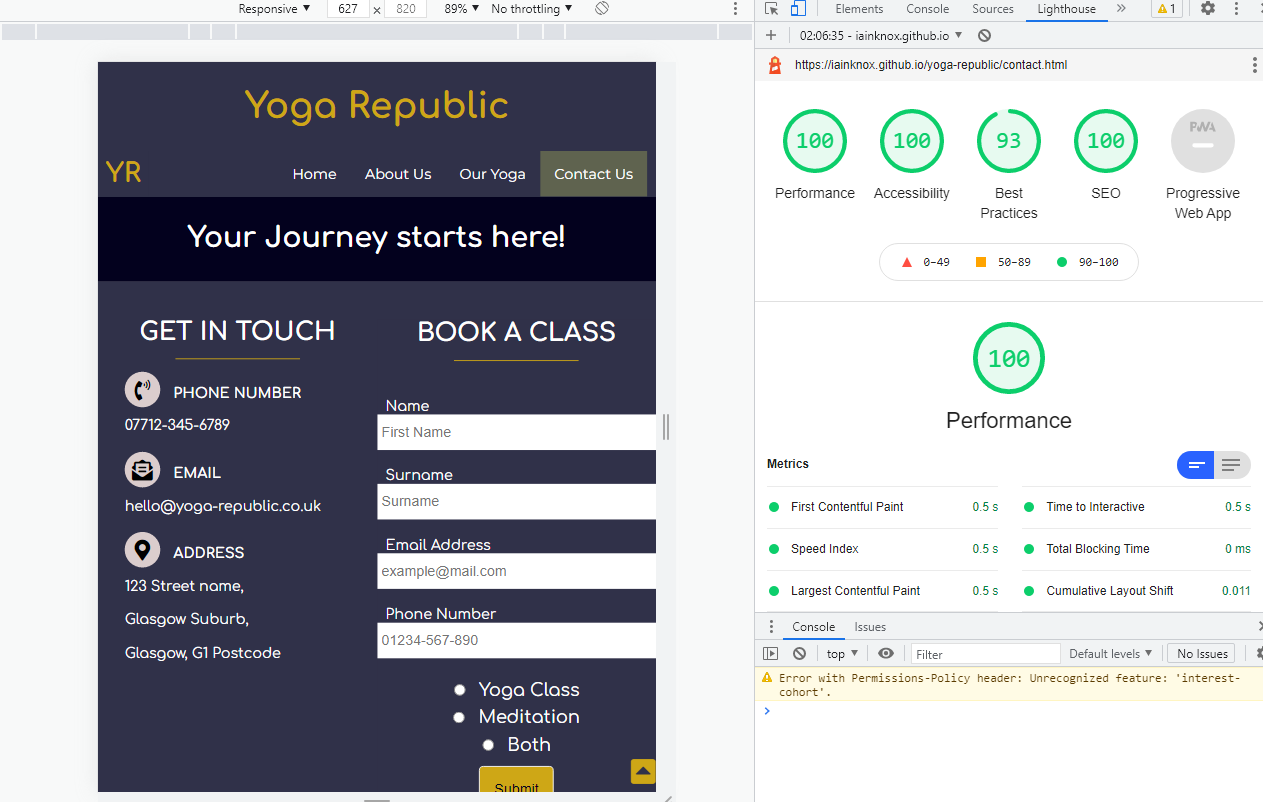 Responsive ▼ 627 × 820 89% ▼ No throttling ▼
Yoga Republic
YR Home About Us Our Yoga Contact Us
Your Journey starts here!
GET IN TOUCH
PHONE NUMBER
07712-345-6789
EMAIL
hello@yoga-republic.co.uk
ADDRESS
123 Street name,
Glasgow Suburb,
Glasgow, G1 Postcode
BOOK A CLASS
Name
First Name
Surname
Surname
Email Address
example@mail.com
Phone Number
01234-567-890
Yoga Class
Meditation
Both
Submit
Elements Console Sources Lighthouse » 1
+ 02:06:35 - iainknox.github.io ▼
https://iainknox.github.io/yoga-republic/contact.html
100 100 93 100 PWA
Performance Accessibility Best Practices SEO Progressive Web App
0–49 50–89 90–100
100
Performance
Metrics
First Contentful Paint 0.5 s
Time to Interactive 0.5 s
Speed Index 0.5 s
Total Blocking Time 0 ms
Largest Contentful Paint 0.5 s
Cumulative Layout Shift 0.011
Console Issues
top ▼ Filter Default levels ▼ No Issues
Error with Permissions-Policy header: Unrecognized feature: 'interest-
cohort'.